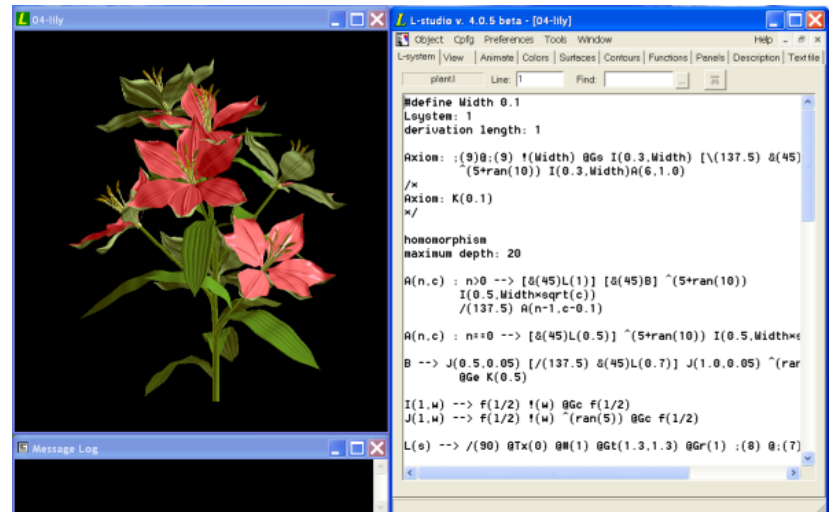 04-lily
L-studio v. 4.0.5 beta - [04-lily]
Object Cpfg Preferences Tools Window Help
L-system View Animate Colors Surfaces Contours Functions Panels Description Text file
plant.l Line: 1 Find: ...
#define Width 0.1
Lsystem: 1
derivation length: 1
Axiom: ;(9)@;(9) !(Width) @Gs I(0.3,Width) [\(137.5) &(45)
^(5+ran(10)) I(0.3,Width)A(6,1.0)
/*
Axiom: K(0.1)
*/
homomorphism
maximum depth: 20
A(n,c) : n>0 --> [&(45)L(1)] [&(45)B] ^(5+ran(10))
I(0.5,Width*sqrt(c))
/(137.5) A(n-1,c-0.1)
A(n,c) : n==0 --> [&(45)L(0.5)] ^(5+ran(10)) I(0.5,Width*s
B --> J(0.5,0.05) [/(137.5) &(45)L(0.7)] J(1.0,0.05) ^(ran
@Ge K(0.5)
I(l,w) --> f(l/2) !(w) @Gc f(l/2)
J(l,w) --> f(l/2) !(w) ^(ran(5)) @Gc f(l/2)
L(s) --> /(90) @Tx(0) @#(1) @Gt(1.3,1.3) @Gr(1) ;(8) @;(7)
Message Log